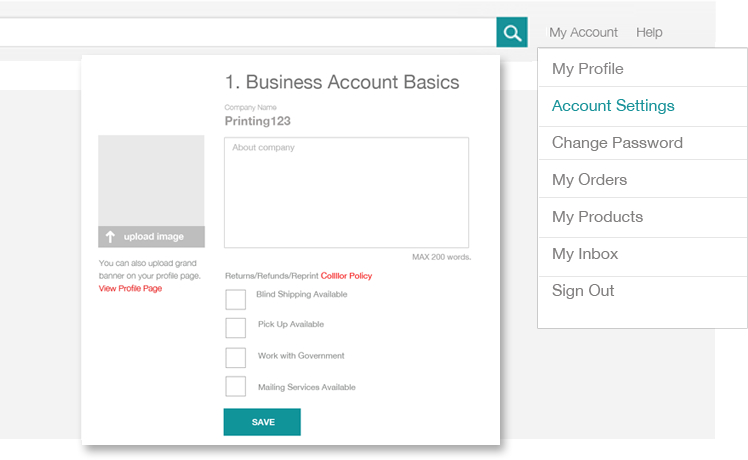 My Account Help
My Profile
Account Settings
Change Password
My Orders
My Products
My Inbox
Sign Out
1. Business Account Basics
Company Name
Printing123
About company
MAX 200 words.
upload image
You can also upload grand
banner on your profile page.
View Profile Page
Returns/Refunds/Reprint Colllor Policy
Blind Shipping Available
Pick Up Available
Work with Government
Mailing Services Available
SAVE